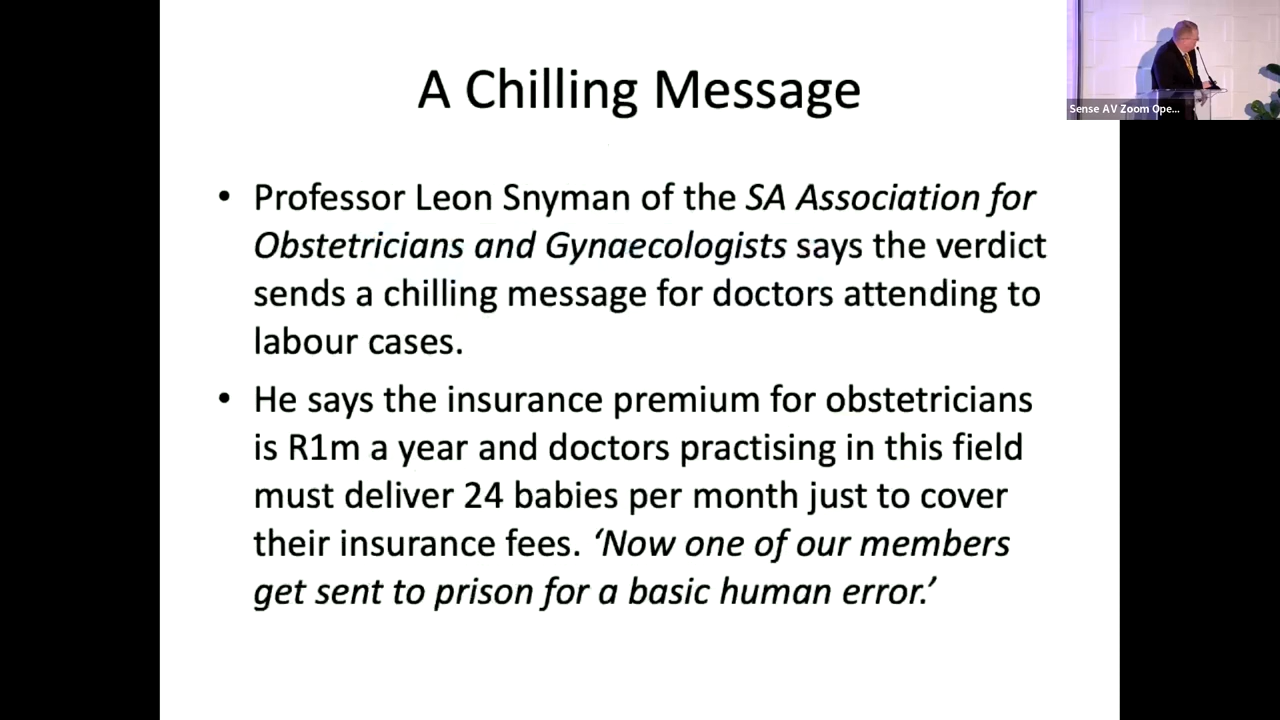 A Chilling Message
Sense AV Zoom Ope...
• Professor Leon Snyman of the SA Association for
Obstetricians and Gynaecologists says the verdict
sends a chilling message for doctors attending to
labour cases.
• He says the insurance premium for obstetricians
is R1m a year and doctors practising in this field
must deliver 24 babies per month just to cover
their insurance fees. ‘Now one of our members
get sent to prison for a basic human error.’